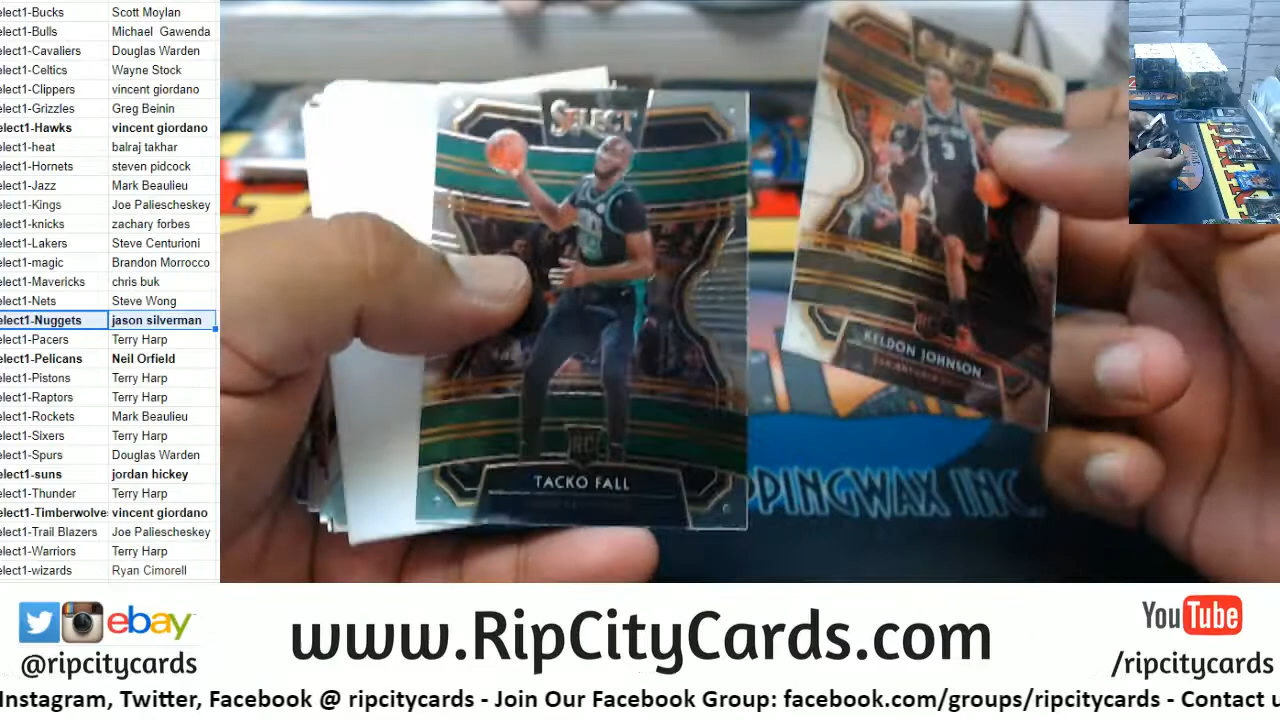 elect1-Bucks Scott Moylan
elect1-Bulls Michael Gawenda
elect1-Cavaliers Douglas Warden
elect1-Celtics Wayne Stock
elect1-Clippers vincent giordano
elect1-Grizzles Greg Beinin
elect1-Hawks vincent giordano
elect1-heat balraj takhar
elect1-Hornets steven pidcock
elect1-Jazz Mark Beaulieu
elect1-Kings Joe Paliescheskey
elect1-knicks zachary forbes
elect1-Lakers Steve Centurioni
elect1-magic Brandon Morrocco
elect1-Mavericks chris buk
elect1-Nets Steve Wong
elect1-Nuggets jason silverman
elect1-Pacers Terry Harp
elect1-Pelicans Neil Orfield
elect1-Pistons Terry Harp
elect1-Raptors Terry Harp
elect1-Rockets Mark Beaulieu
elect1-Sixers Terry Harp
elect1-Spurs Douglas Warden
elect1-suns jordan hickey
elect1-Thunder Terry Harp
elect1-Timberwolve vincent giordano
elect1-Trail Blazers Joe Paliescheskey
elect1-Warriors Terry Harp
elect1-wizards Ryan Cimorell
SELECT
RC
TACKO FALL
SELECT
3
RC
KELDON JOHNSON
PPINGWAX INC.
ebay
@ripcitycards
www.RipCityCards.com
YouTube
/ripcitycards
Instagram, Twitter, Facebook @ ripcitycards - Join Our Facebook Group: facebook.com/groups/ripcitycards - Contact u